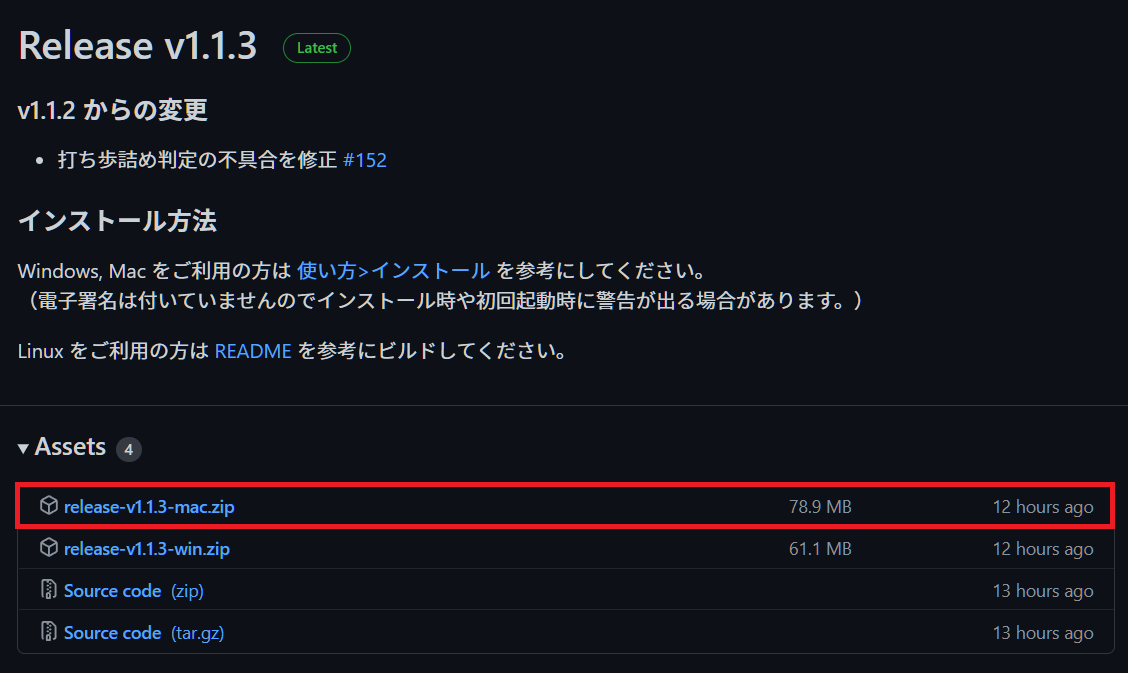 Release v1.1.3 Latest
v1.1.2 からの変更
• 打ち歩詰め判定の不具合を修正 #152
インストール方法
Windows, Mac をご利用の方は 使い方>インストール を参考にしてください。
（電子署名は付いていませんのでインストール時や初回起動時に警告が出る場合があります。）
Linux をご利用の方は README を参考にビルドしてください。
Assets 4
release-v1.1.3-mac.zip 78.9 MB 12 hours ago
release-v1.1.3-win.zip 61.1 MB 12 hours ago
Source code (zip) 13 hours ago
Source code (tar.gz) 13 hours ago